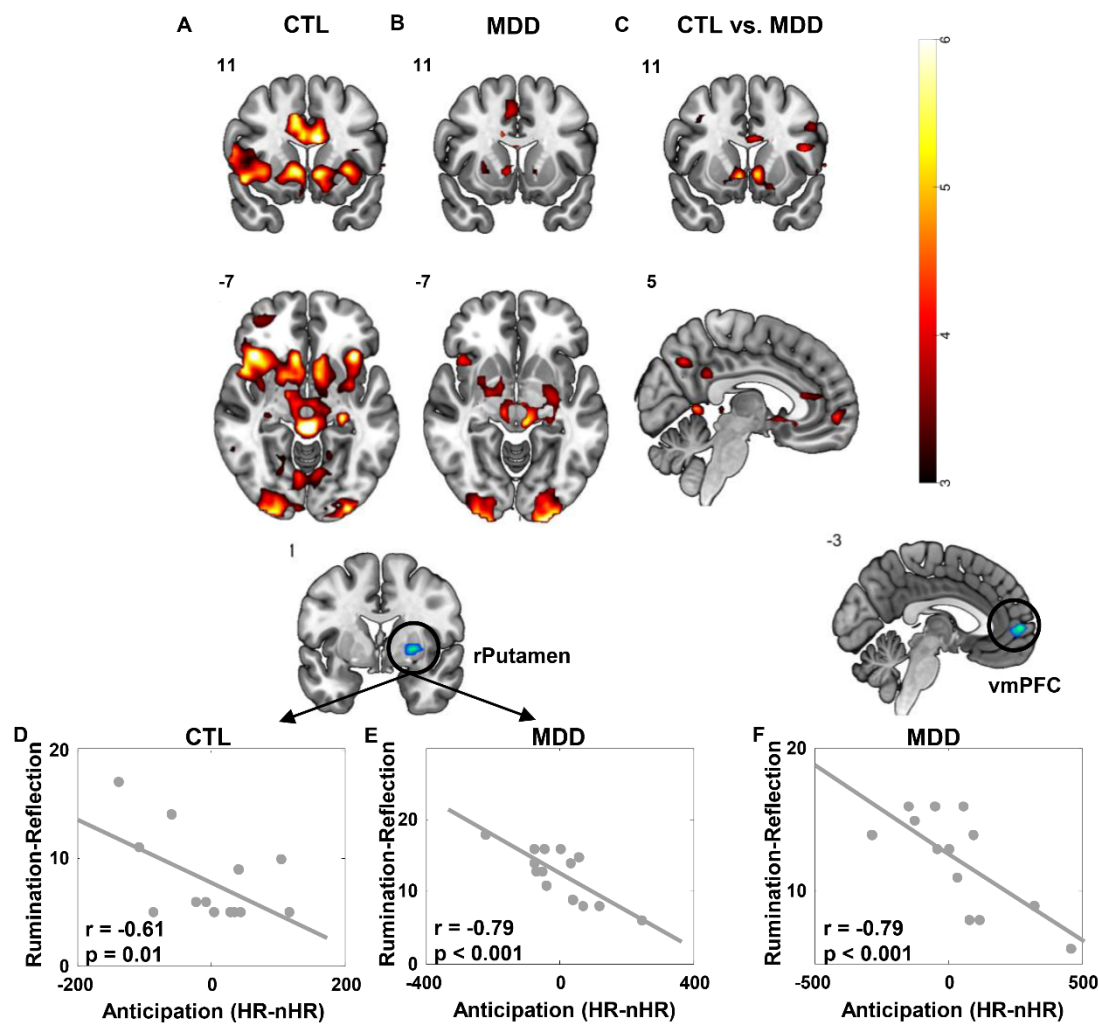 A CTL B MDD C CTL vs. MDD
11 11 11
6
5
4
3
-7 -7 5
1 -3
rPutamen
vmPFC
D CTL E MDD F MDD
Rumination-Reflection
20
10
0
r = -0.61
p = 0.01
-200 0 200
Anticipation (HR-nHR)
Rumination-Reflection
20
10
0
r = -0.79
p < 0.001
-400 0 400
Anticipation (HR-nHR)
Rumination-Reflection
20
10
r = -0.79
p < 0.001
-500 0 500
Anticipation (HR-nHR)